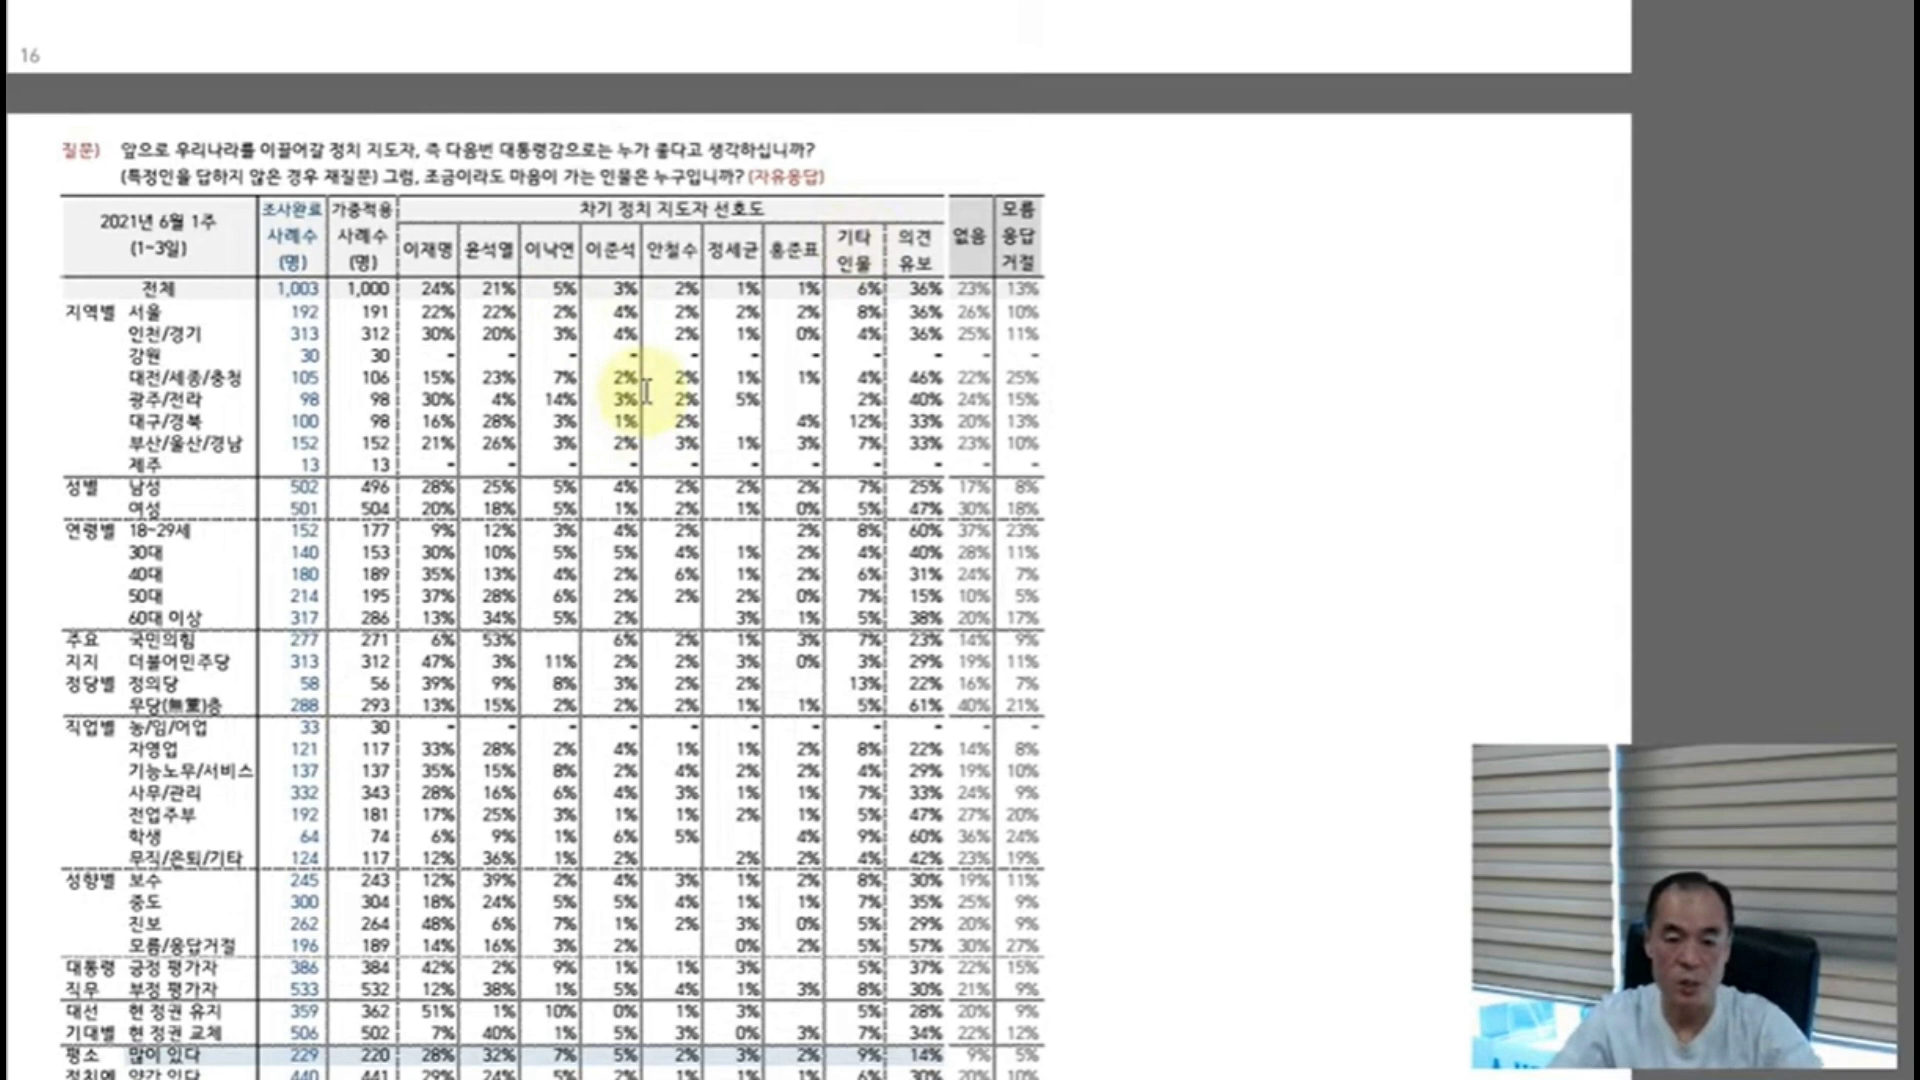 16
질문) 앞으로 우리나라를 이끌어갈 정치 지도자, 즉 다음번 대통령감으로는 누가 좋다고 생각하십니까?
(특정인을 답하지 않은 경우 재질문) 그럼, 조금이라도 마음이 가는 인물은 누구입니까? (자유응답)
2021년 6월 1주 (1~3일) 조사완료 사례수 (명) 가중적용 사례수 (명) 차기 정치 지도자 선호도 없음 모름 응답 거절
이재명 윤석열 이낙연 이준석 안철수 정세균 홍준표 기타 인물 의견 유보
전체 1,003 1,000 24% 21% 5% 3% 2% 1% 1% 6% 36% 23% 13%
지역별 서울 192 191 22% 22% 2% 4% 2% 2% 2% 8% 36% 26% 10%
인천/경기 313 312 30% 20% 3% 4% 2% 1% 0% 4% 36% 25% 11%
강원 30 30 - - - - - - - - - - -
대전/세종/충청 105 106 15% 23% 7% 2% 2% 1% 1% 4% 46% 22% 25%
광주/전라 98 98 30% 4% 14% 3% 2% 5% 2% 40% 24% 15%
대구/경북 100 98 16% 28% 3% 1% 2% 4% 12% 33% 20% 13%
부산/울산/경남 152 152 21% 26% 3% 2% 3% 1% 3% 7% 33% 23% 10%
제주 13 13 - - - - - - - - - - -
성별 남성 502 496 28% 25% 5% 4% 2% 2% 2% 7% 25% 17% 8%
여성 501 504 20% 18% 5% 1% 2% 1% 0% 5% 47% 30% 18%
연령별 18~29세 152 177 9% 12% 3% 4% 2% 2% 8% 60% 37% 23%
30대 140 153 30% 10% 5% 5% 4% 1% 2% 4% 40% 28% 11%
40대 180 189 35% 13% 4% 2% 6% 1% 2% 6% 31% 24% 7%
50대 214 195 37% 28% 6% 2% 2% 2% 0% 7% 15% 10% 5%
60대 이상 317 286 13% 34% 5% 2% 3% 1% 5% 38% 20% 17%
주요 국민의힘 277 271 6% 53% 6% 2% 1% 3% 7% 23% 14% 9%
지지 더불어민주당 313 312 47% 3% 11% 2% 2% 3% 0% 3% 29% 19% 11%
정당별 정의당 58 56 39% 9% 8% 3% 2% 2% 13% 22% 16% 7%
무당(無黨)층 288 293 13% 15% 2% 2% 2% 1% 1% 5% 61% 40% 21%
직업별 농/임/어업 33 30 - - - - - - - - - - -
자영업 121 117 33% 28% 2% 4% 1% 1% 2% 8% 22% 14% 8%
기능노무/서비스 137 137 35% 15% 8% 2% 4% 2% 2% 4% 29% 19% 10%
사무/관리 332 343 28% 16% 6% 4% 3% 1% 1% 7% 33% 24% 9%
전업주부 192 181 17% 25% 3% 1% 1% 2% 1% 5% 47% 27% 20%
학생 64 74 6% 9% 1% 6% 5% 4% 9% 60% 36% 24%
무직/은퇴/기타 124 117 12% 36% 1% 2% 2% 2% 4% 42% 23% 19%
성향별 보수 245 243 12% 39% 2% 4% 3% 1% 2% 8% 30% 19% 11%
중도 300 304 18% 24% 5% 5% 4% 1% 1% 7% 35% 25% 9%
진보 262 264 48% 6% 7% 1% 2% 3% 0% 5% 29% 20% 9%
모름/응답거절 196 189 14% 16% 3% 2% 0% 2% 5% 57% 30% 27%
대통령 긍정 평가자 386 384 42% 2% 9% 1% 1% 3% 5% 37% 22% 15%
직무 부정 평가자 533 532 12% 38% 1% 5% 4% 1% 3% 8% 30% 21% 9%
대선 현 정권 유지 359 362 51% 1% 10% 0% 1% 3% 5% 28% 20% 9%
기대별 현 정권 교체 506 502 7% 40% 1% 5% 3% 0% 3% 7% 34% 22% 12%
평소 많이 있다 229 220 28% 32% 7% 5% 2% 3% 2% 9% 14% 9% 5%
정치에 약간 있다 440 441 29% 24% 5% 2% 1% 1% 1% 6% 30% 20% 10%